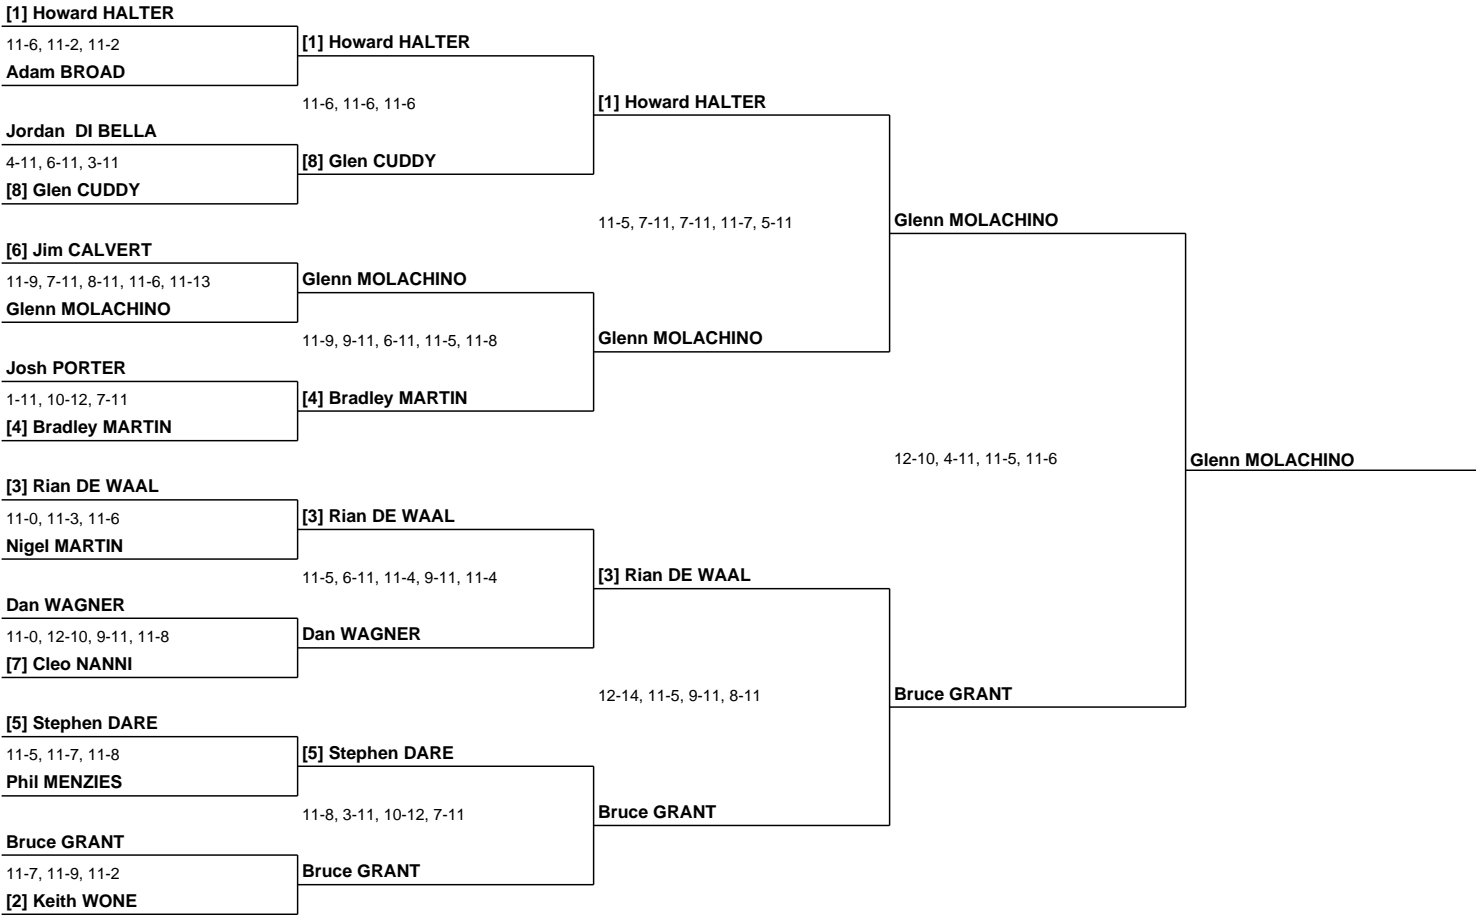 [1] Howard HALTER
11-6, 11-2, 11-2
Adam BROAD
Jordan  DI BELLA
4-11, 6-11, 3-11
[8] Glen CUDDY
[6] Jim CALVERT
11-9, 7-11, 8-11, 11-6, 11-13
Glenn MOLACHINO
Josh PORTER
1-11, 10-12, 7-11
[4] Bradley MARTIN
[3] Rian DE WAAL
11-0, 11-3, 11-6
Nigel MARTIN
Dan WAGNER
11-0, 12-10, 9-11, 11-8
[7] Cleo NANNI
[5] Stephen DARE
11-5, 11-7, 11-8
Phil MENZIES
Bruce GRANT
11-7, 11-9, 11-2
[2] Keith WONE
[1] Howard HALTER
11-6, 11-6, 11-6
[8] Glen CUDDY
Glenn MOLACHINO
11-9, 9-11, 6-11, 11-5, 11-8
[4] Bradley MARTIN
[3] Rian DE WAAL
11-5, 6-11, 11-4, 9-11, 11-4
Dan WAGNER
[5] Stephen DARE
11-8, 3-11, 10-12, 7-11
Bruce GRANT
[1] Howard HALTER
11-5, 7-11, 7-11, 11-7, 5-11
Glenn MOLACHINO
[3] Rian DE WAAL
12-14, 11-5, 9-11, 8-11
Bruce GRANT
Glenn MOLACHINO
12-10, 4-11, 11-5, 11-6
Bruce GRANT
Glenn MOLACHINO